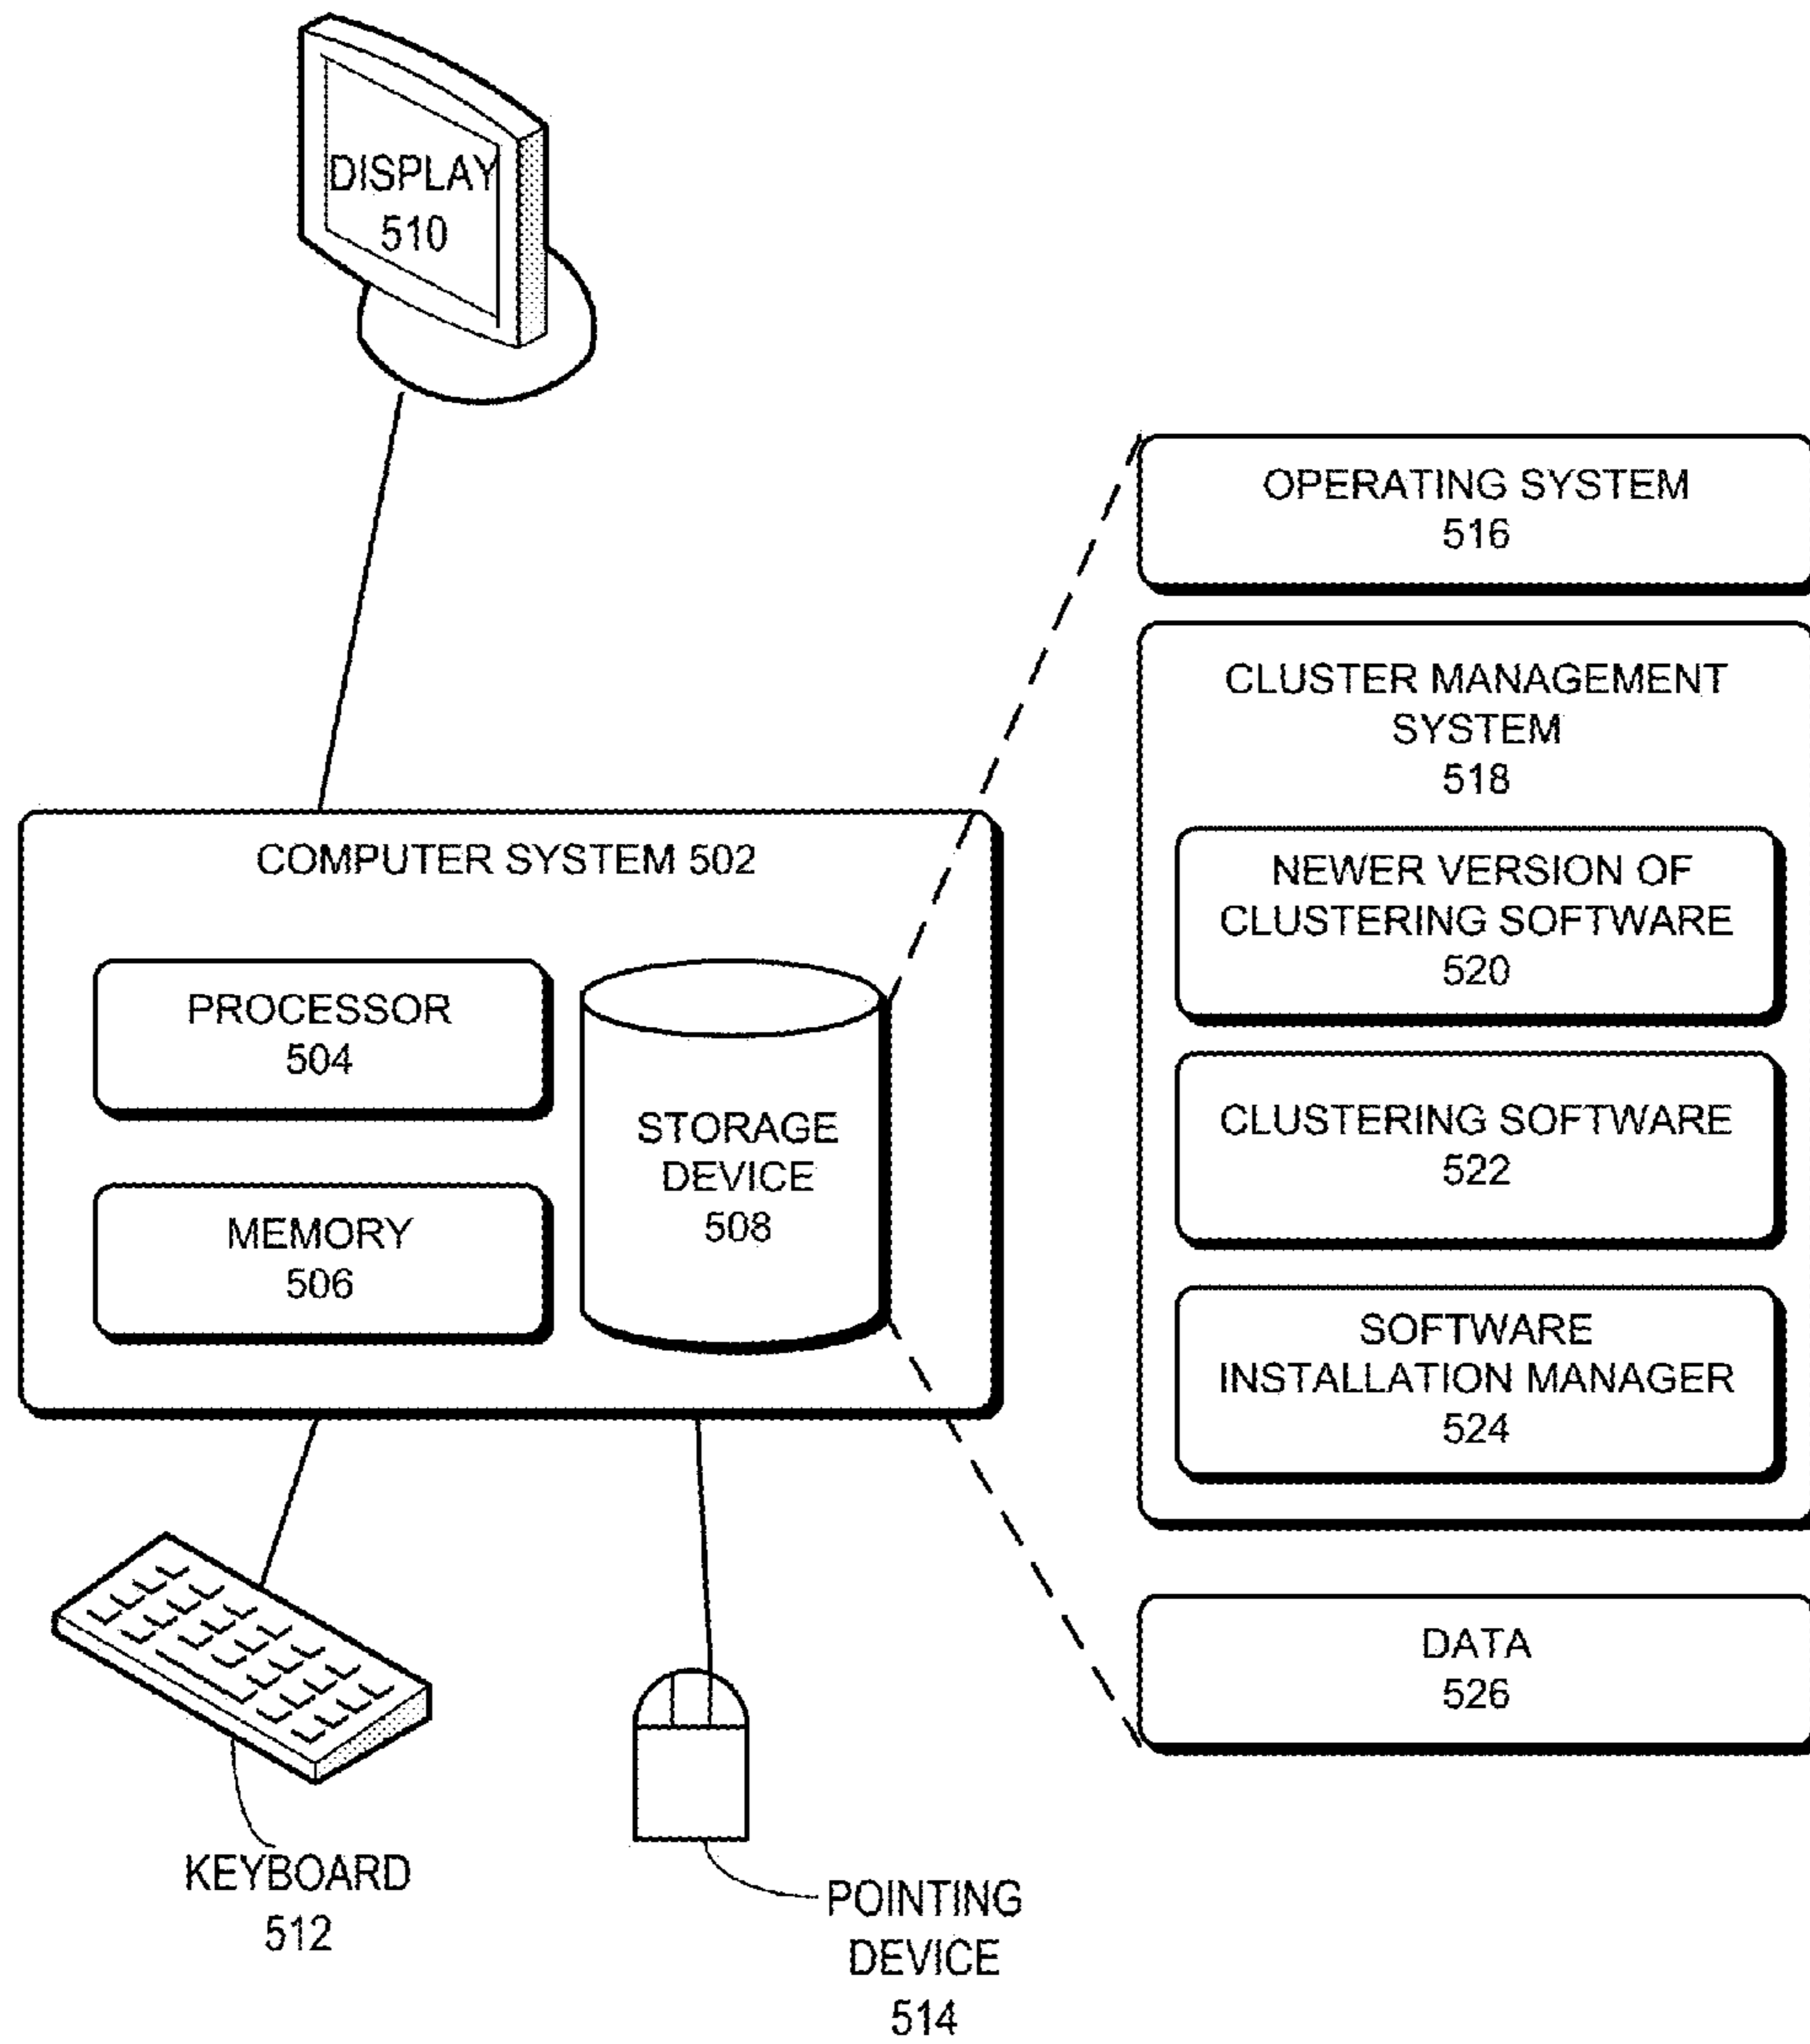 DISPLAY
510
COMPUTER SYSTEM 502
PROCESSOR
504
MEMORY
506
STORAGE
DEVICE
508
KEYBOARD
512
POINTING
DEVICE
514
OPERATING SYSTEM
516
CLUSTER MANAGEMENT
SYSTEM
518
NEWER VERSION OF
CLUSTERING SOFTWARE
520
CLUSTERING SOFTWARE
522
SOFTWARE
INSTALLATION MANAGER
524
DATA
526